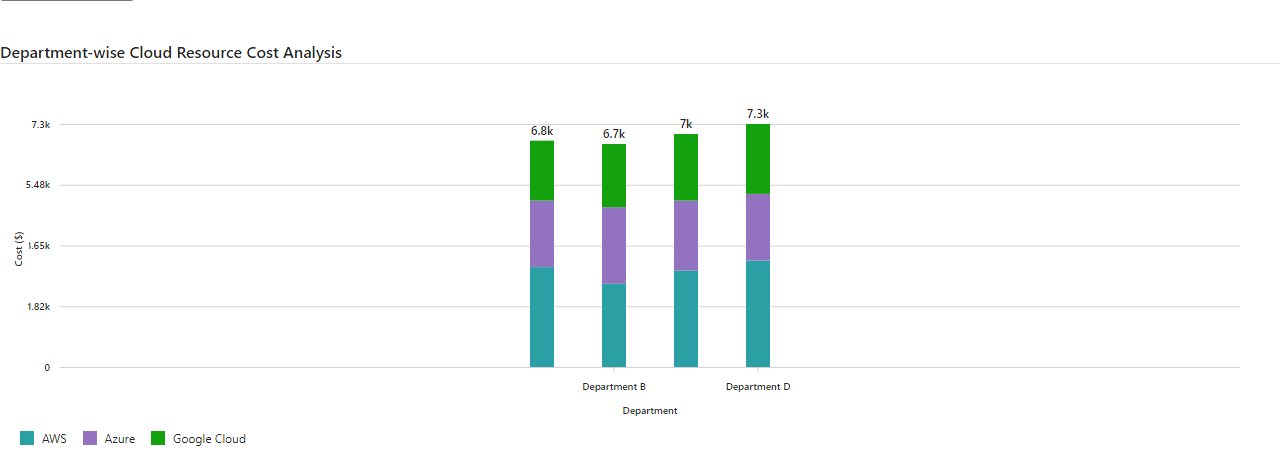 Department-wise Cloud Resource Cost Analysis
7.3k
6.8k
6.7k
7k
7.3k
5.48k
Cost ($)
.65k
1.82k
0
Department B
Department D
Department
AWS
Azure
Google Cloud